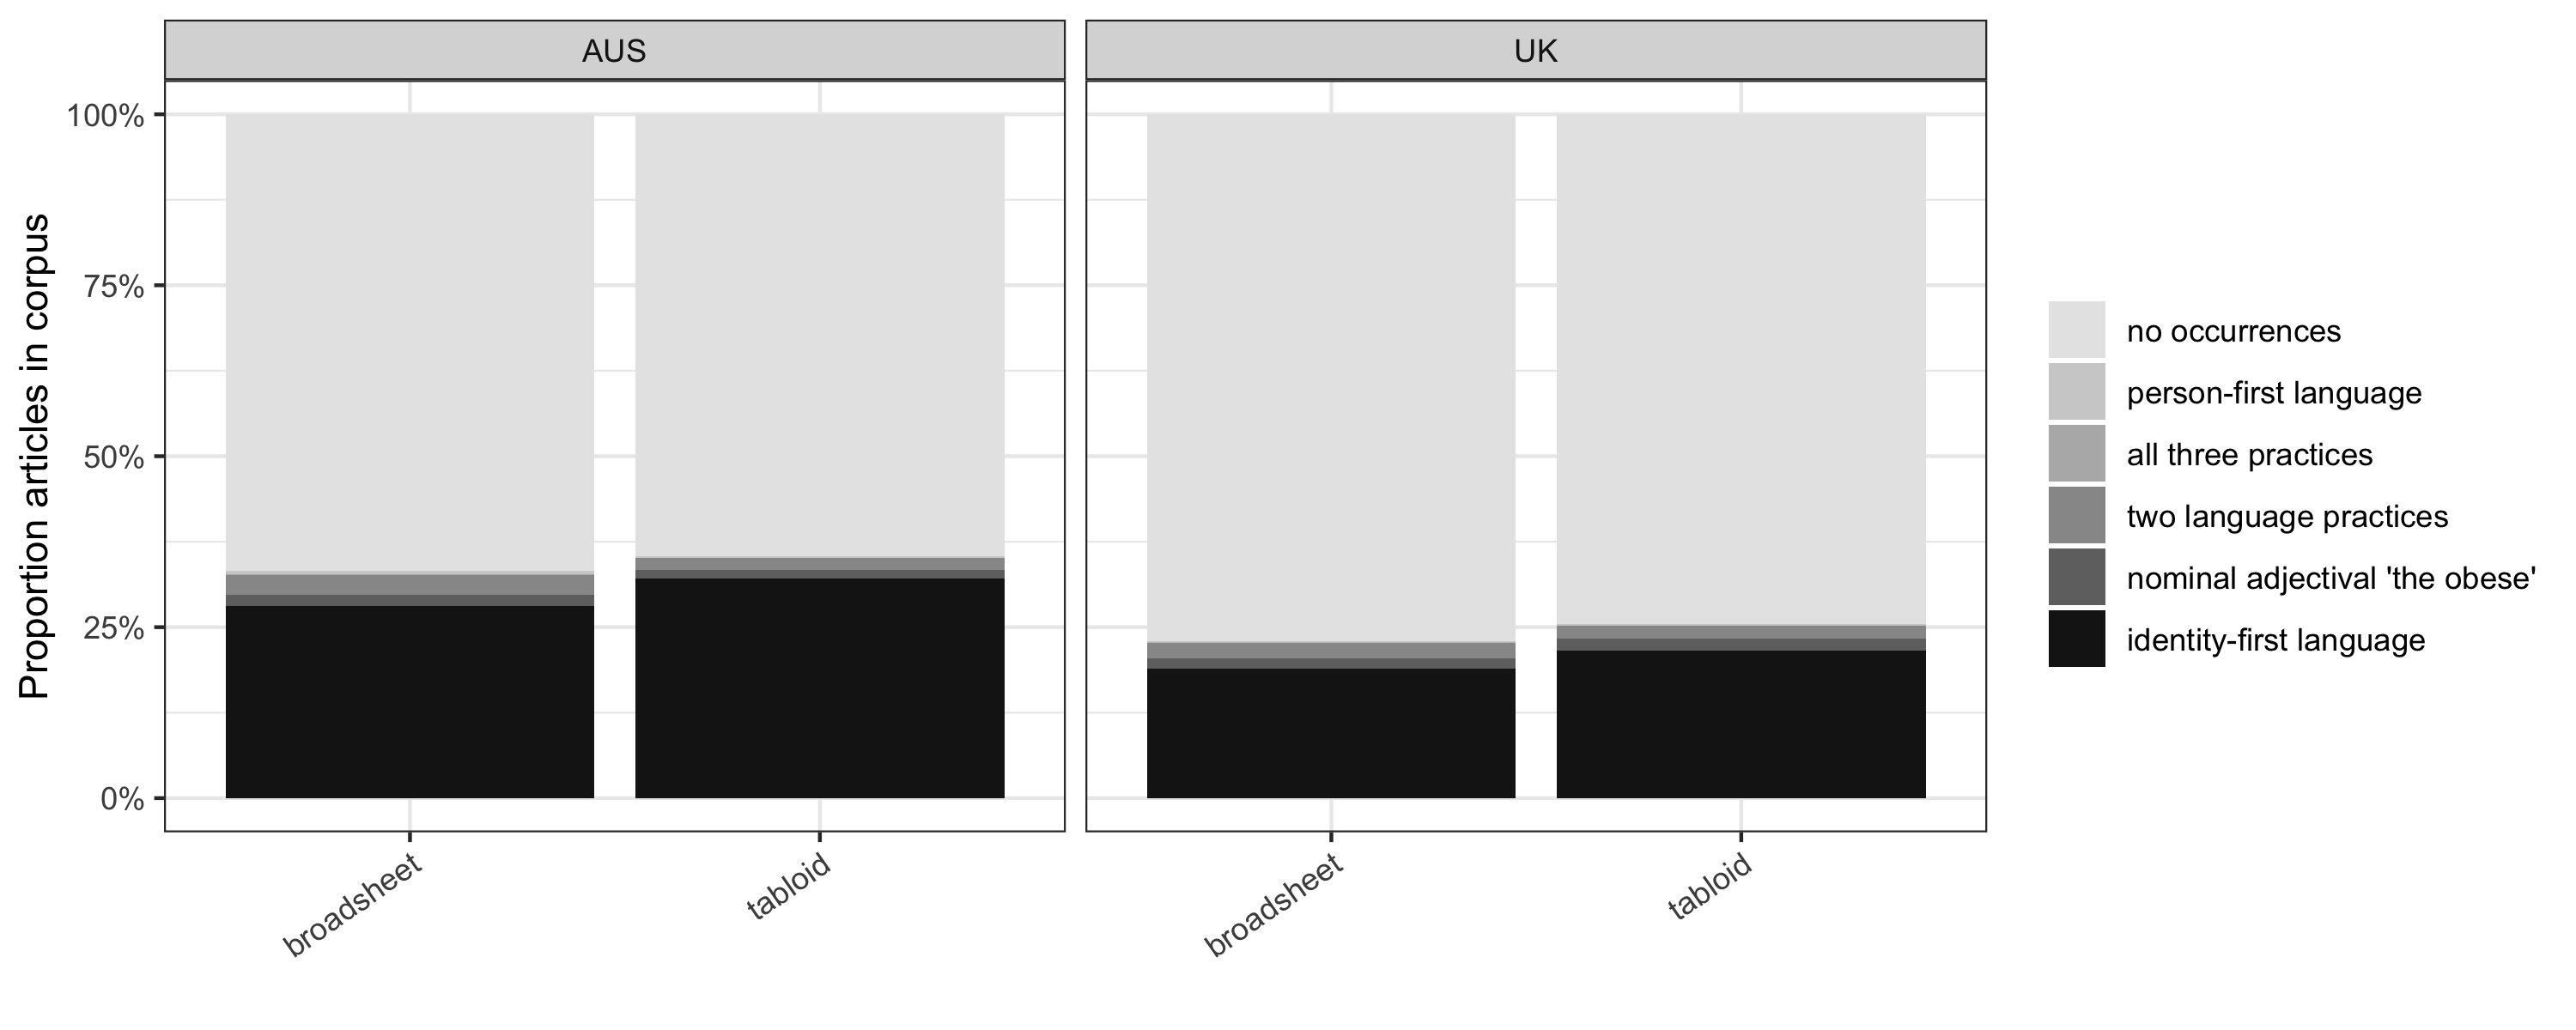 AUS
UK
Proportion articles in corpus
100%
75%
50%
25%
0%
broadsheet
tabloid
broadsheet
tabloid
no occurrences
person-first language
all three practices
two language practices
nominal adjectival 'the obese'
identity-first language